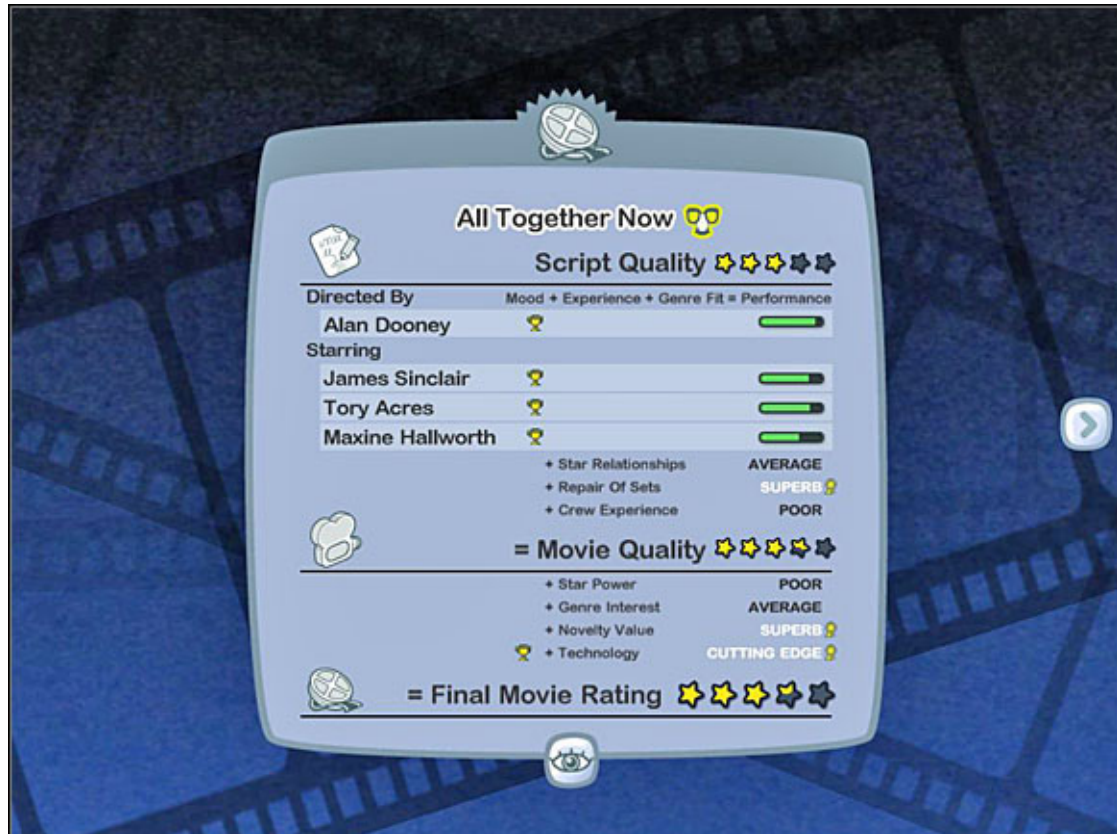 All Together Now
Script Quality
Directed By Mood + Experience + Genre Fit = Performance
Alan Dooney
Starring
James Sinclair
Tory Acres
Maxine Hallworth
+ Star Relationships AVERAGE
+ Repair Of Sets SUPERB
+ Crew Experience POOR
= Movie Quality
+ Star Power POOR
+ Genre Interest AVERAGE
+ Novelty Value SUPERB
+ Technology CUTTING EDGE
= Final Movie Rating